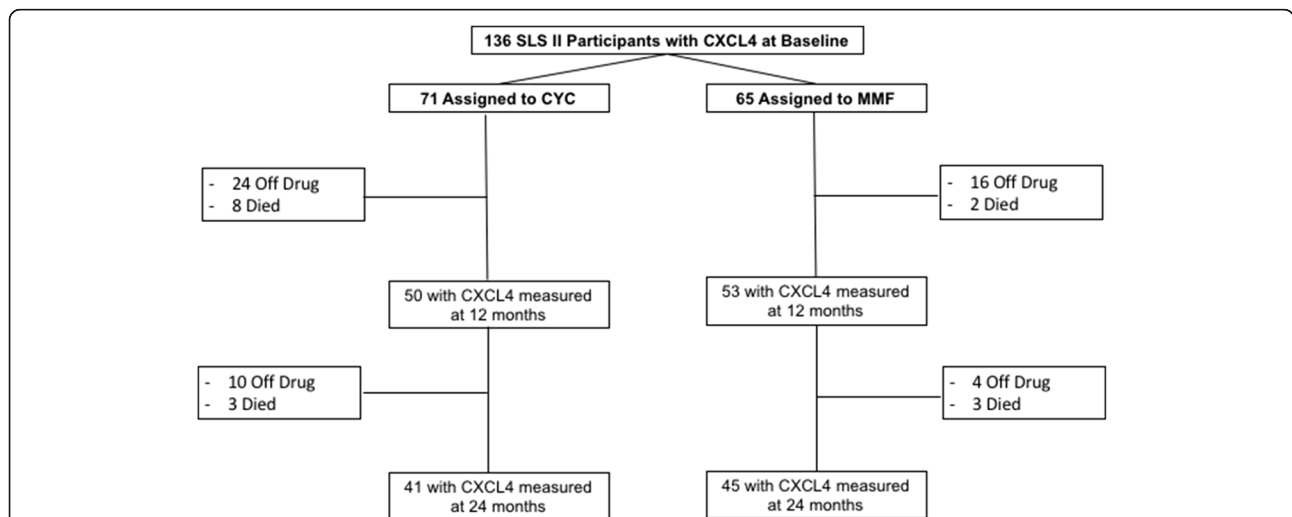 136 SLS II Participants with CXCL4 at Baseline
71 Assigned to CYC
65 Assigned to MMF
- 24 Off Drug
- 8 Died
- 16 Off Drug
- 2 Died
50 with CXCL4 measured
at 12 months
53 with CXCL4 measured
at 12 months
- 10 Off Drug
- 3 Died
- 4 Off Drug
- 3 Died
41 with CXCL4 measured
at 24 months
45 with CXCL4 measured
at 24 months